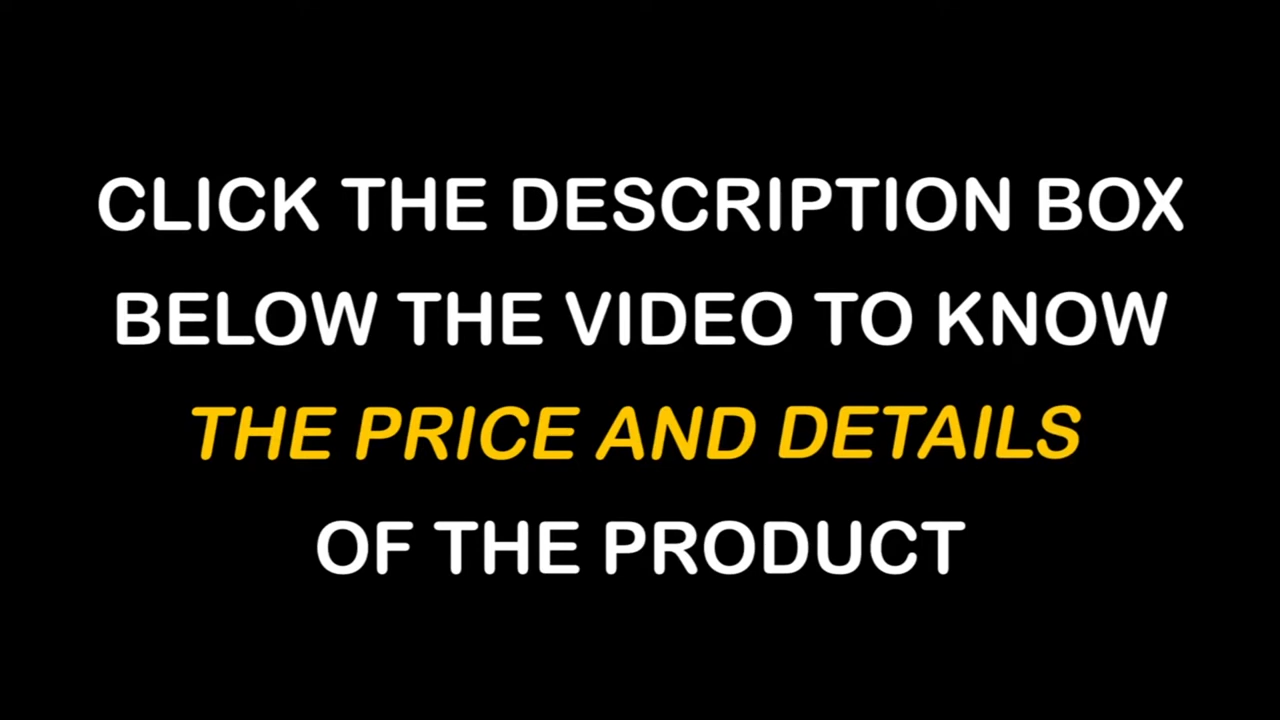 CLICK THE DESCRIPTION BOX
BELOW THE VIDEO TO KNOW
THE PRICE AND DETAILS
OF THE PRODUCT